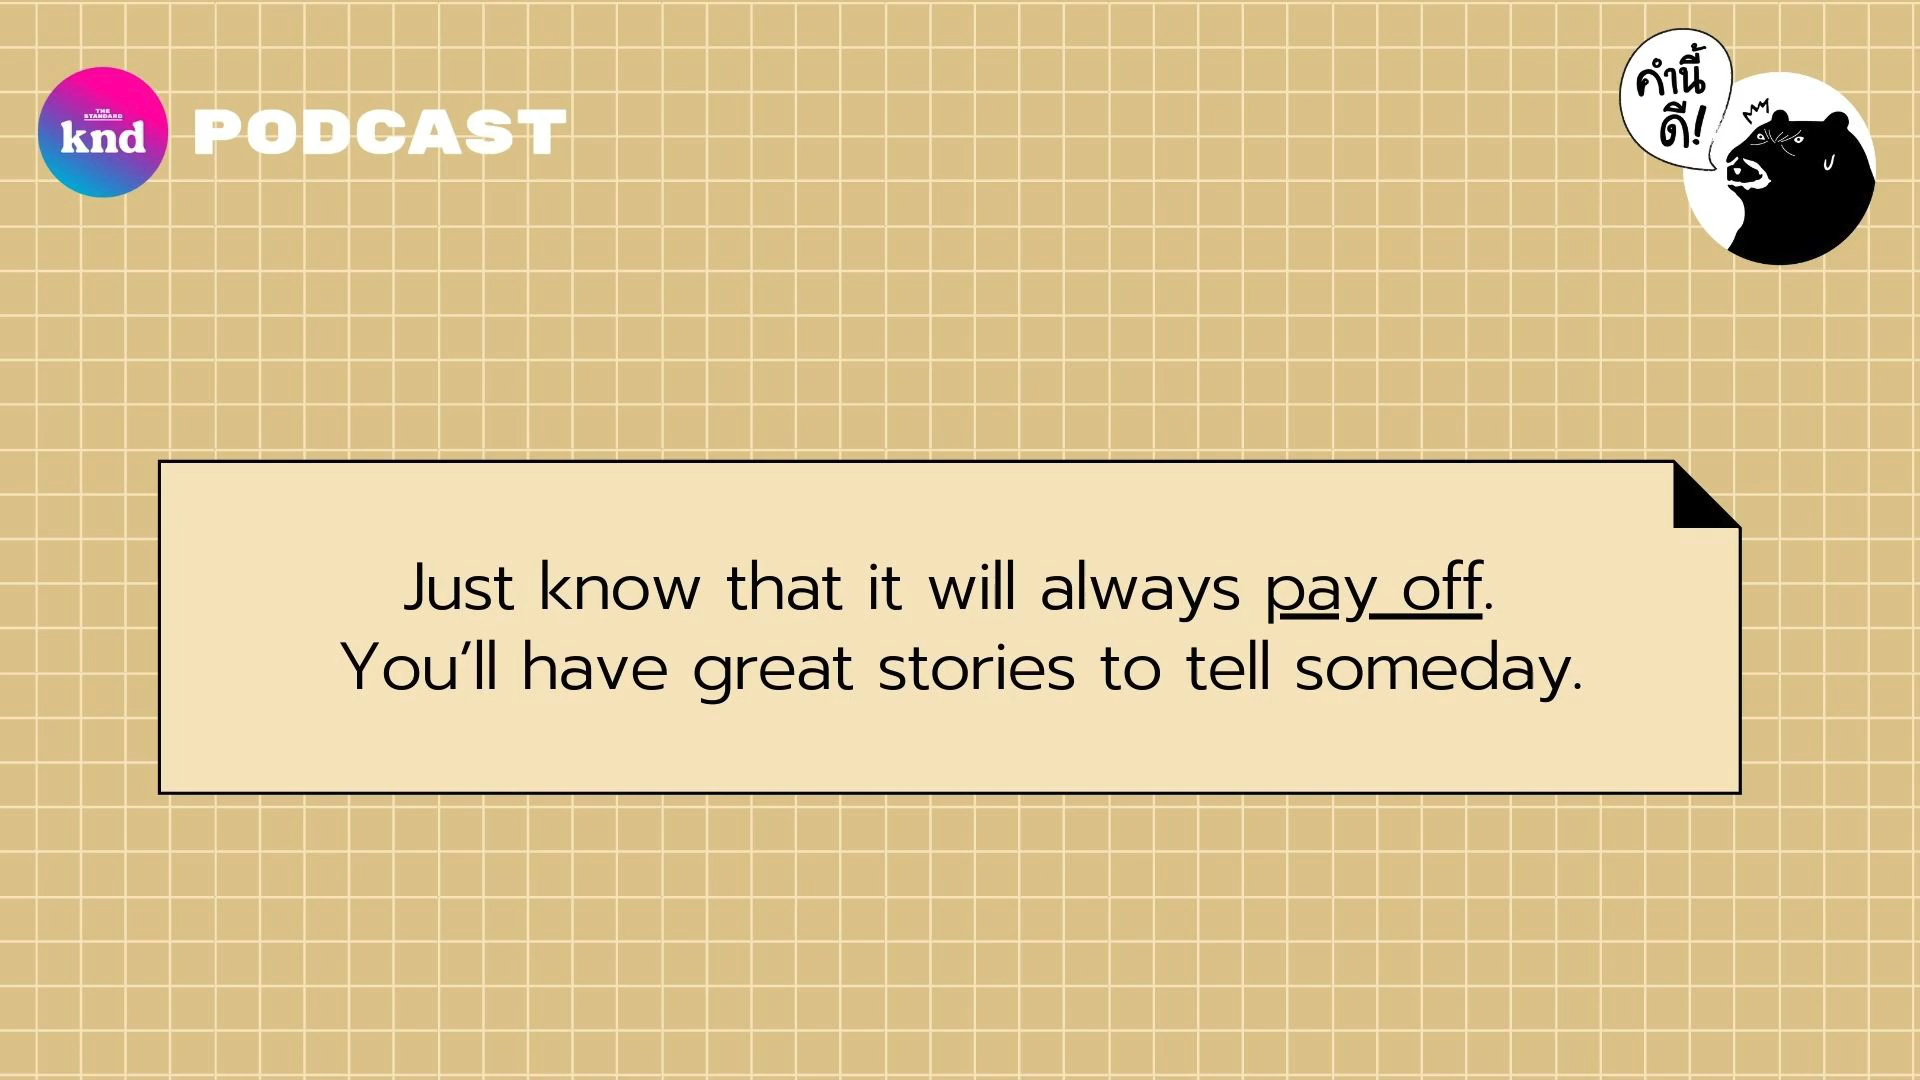 THE
STANDARD
knd
PODCAST
คำนี้
ดี!
Just know that it will always pay off.
You’ll have great stories to tell someday.